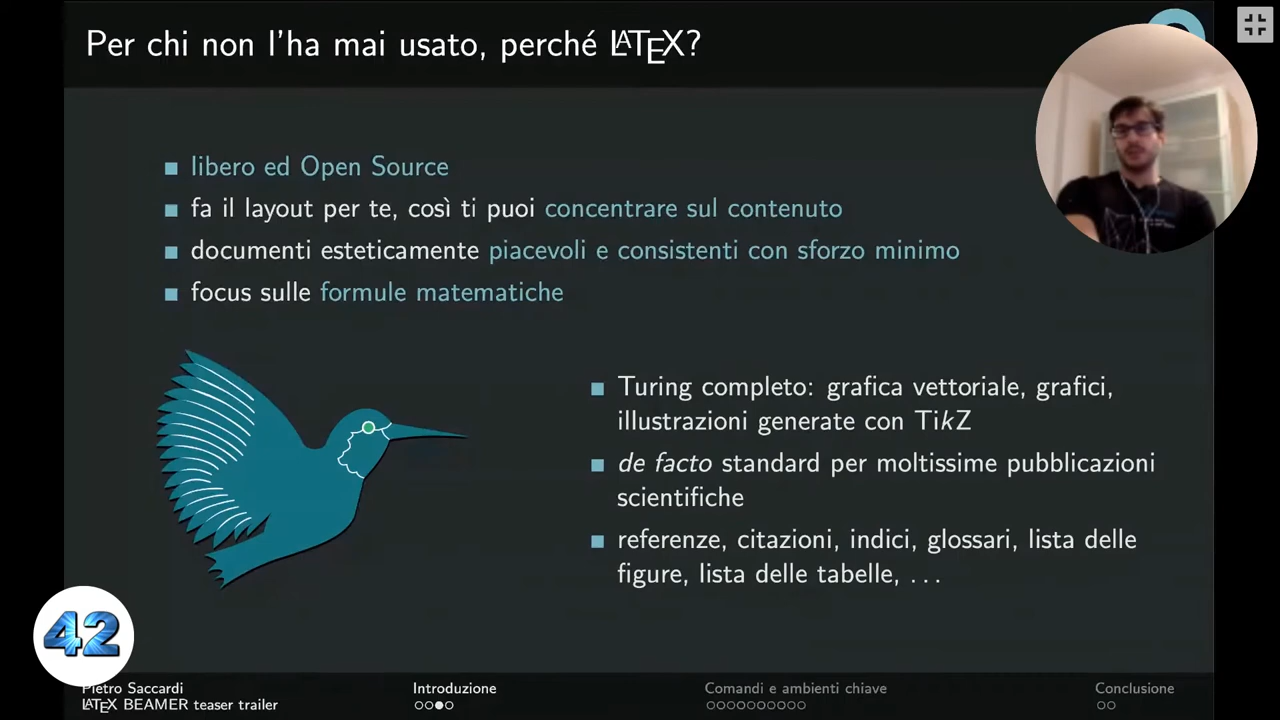 Per chi non l'ha mai usato, perché LATEX?
libero ed Open Source
fa il layout per te, così ti puoi concentrare sul contenuto
documenti esteticamente piacevoli e consistenti con sforzo minimo
focus sulle formule matematiche
Turing completo: grafica vettoriale, grafici,
illustrazioni generate con TikZ
de facto standard per moltissime pubblicazioni
scientifiche
referenze, citazioni, indici, glossari, lista delle
figure, lista delle tabelle, ...
42
Pietro Saccardi
LATEX BEAMER teaser trailer
Introduzione
Comandi e ambienti chiave
Conclusione